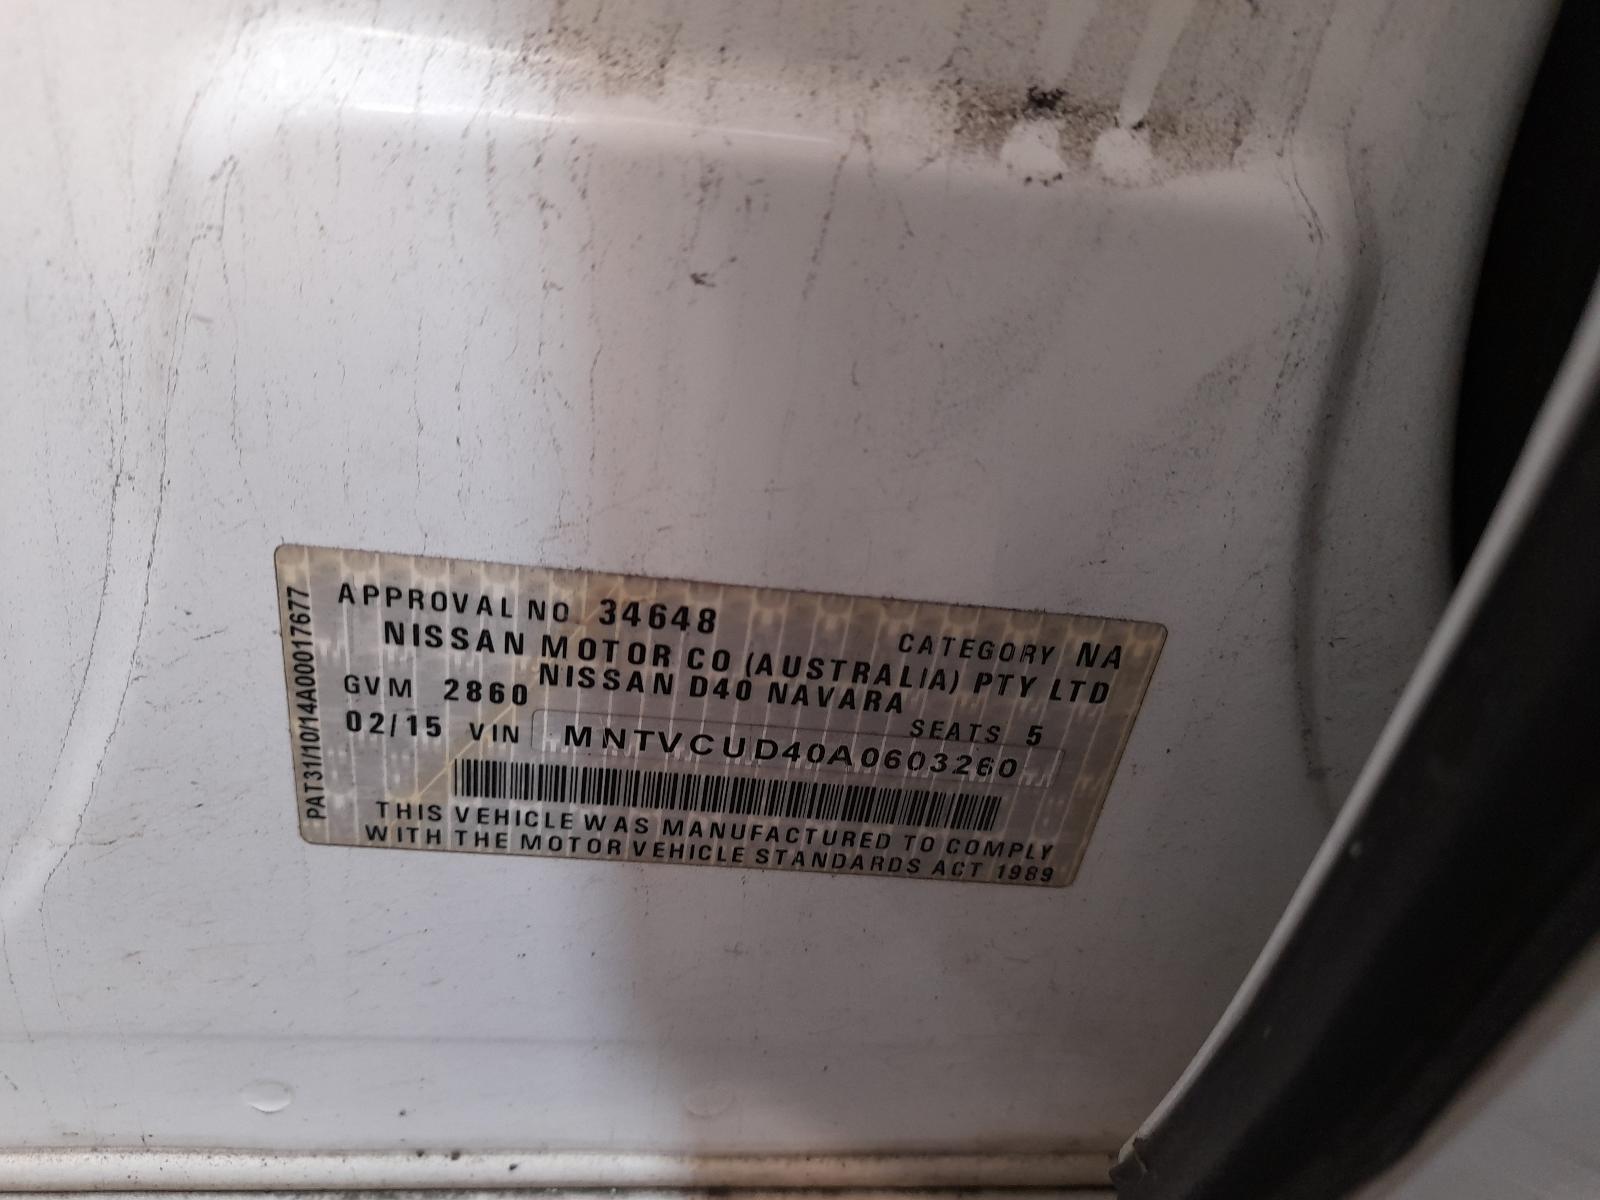 APPROVAL NO 34648 CATEGORY NA
NISSAN MOTOR CO (AUSTRALIA) PTY LTD
NISSAN D40 NAVARA
GVM 2860 SEATS 5
02/15 VIN MNTVCUD40A0603260
THIS VEHICLE WAS MANUFACTURED TO COMPLY
WITH THE MOTOR VEHICLE STANDARDS ACT 1989
PAT31/10/14A00017677